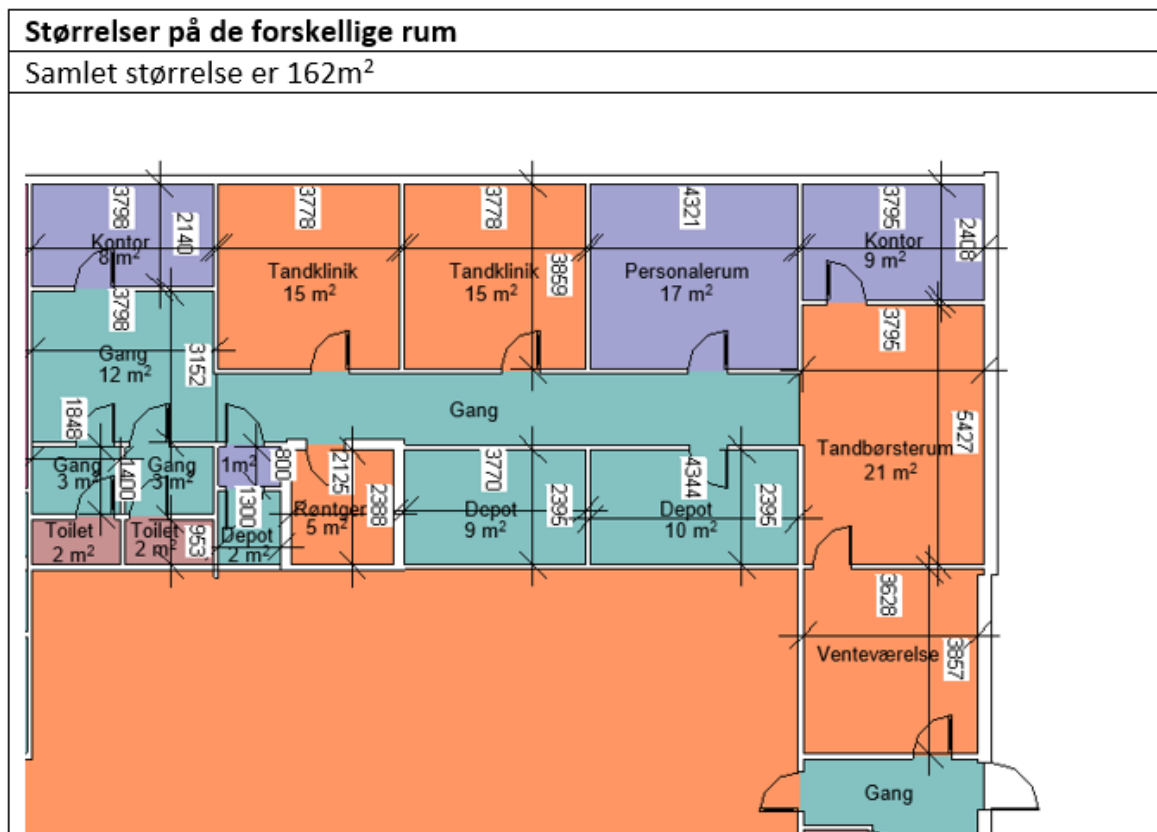 Størrelser på de forskellige rum
Samlet størrelse er 162m²
3798
2140
Kontor
8 m²
3778
Tandklinik
15 m²
3778
3859
Tandklinik
15 m²
4321
Personalerum
17 m²
3795
2408
Kontor
9 m²
3798
Gang
12 m²
3152
Gang
3795
5427
Tandbørsterum
21 m²
1848
Gang
3 m²
1400
Gang
3 m²
1m²
800
1300
Depot
2 m²
2125
2388
Røntgen
5 m²
3770
2395
Depot
9 m²
4344
2395
Depot
10 m²
Toilet
2 m²
Toilet
2 m²
953
3628
3857
Venteværelse
Gang